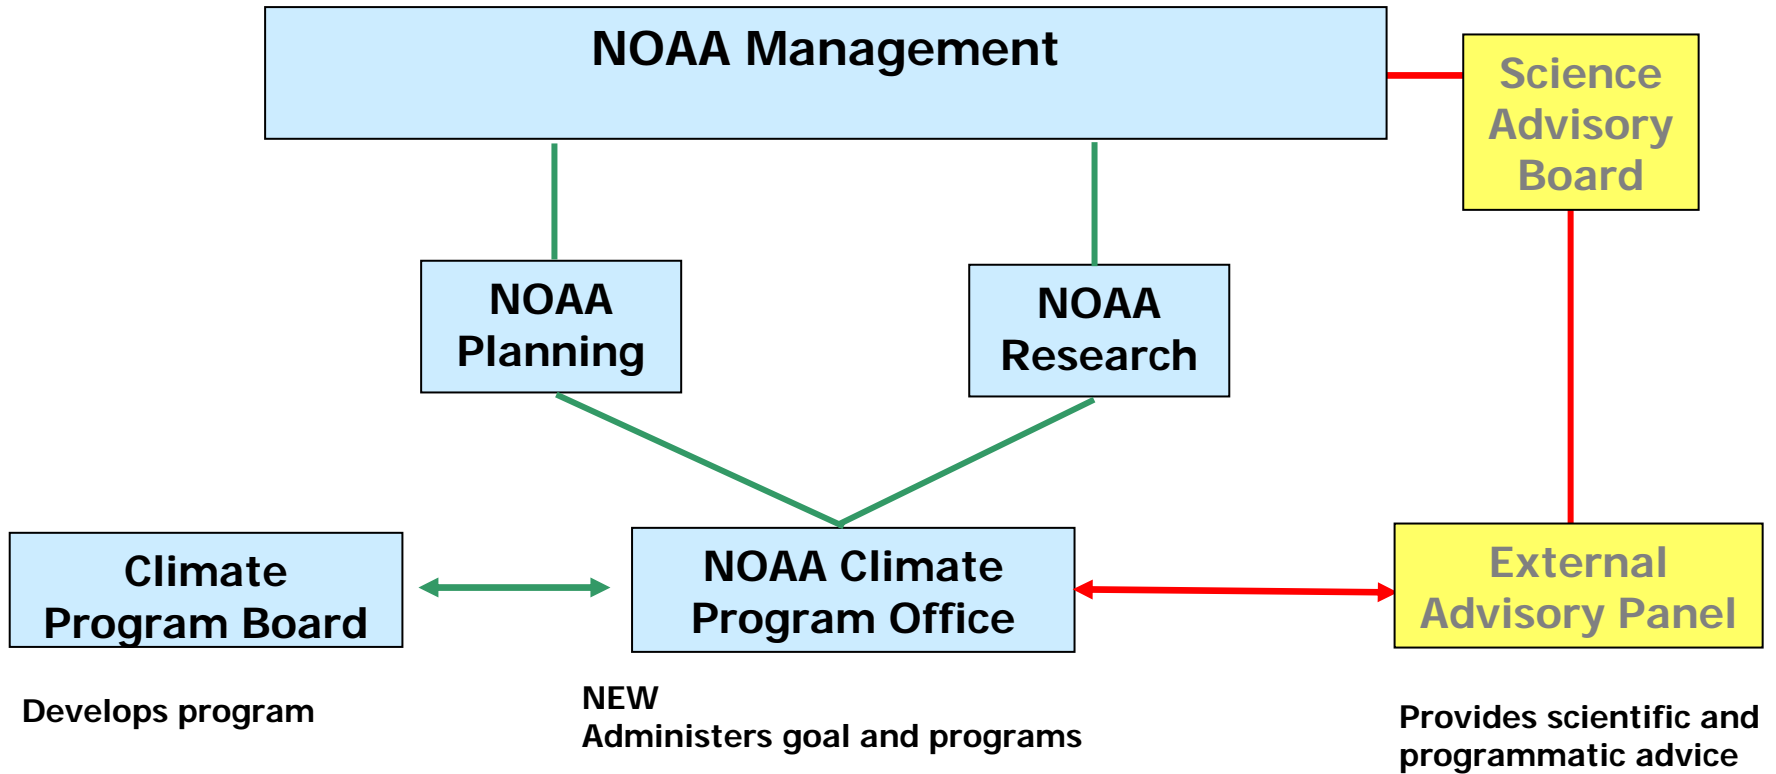 NOAA Management
Science
Advisory
Board
NOAA
Planning
NOAA
Research
Climate
Program Board
NOAA Climate
Program Office
External
Advisory Panel
Develops program
NEW
Administers goal and programs
Provides scientific and
programmatic advice